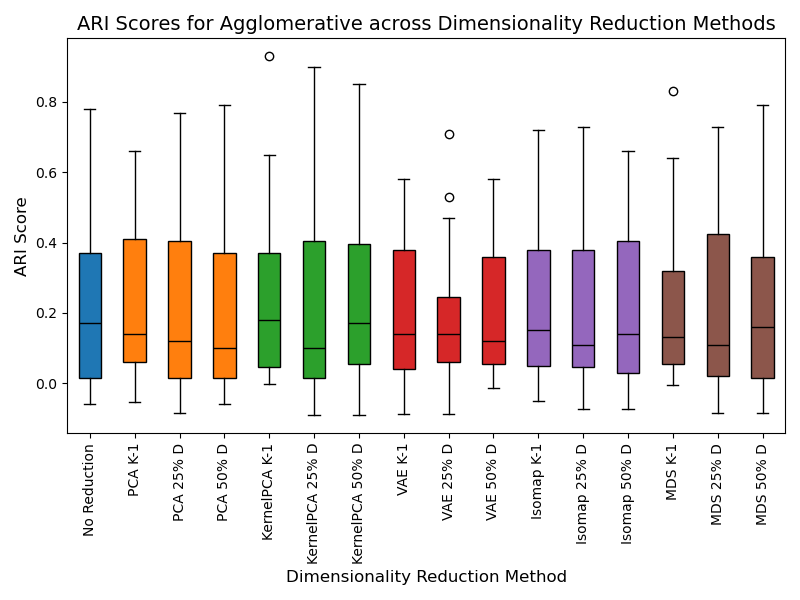 ARI Scores for Agglomerative across Dimensionality Reduction Methods
ARI Score
0.8
0.6
0.4
0.2
0.0
No Reduction
PCA K-1
PCA 25% D
PCA 50% D
KernelPCA K-1
KernelPCA 25% D
KernelPCA 50% D
VAE K-1
VAE 25% D
VAE 50% D
Isomap K-1
Isomap 25% D
Isomap 50% D
MDS K-1
MDS 25% D
MDS 50% D
Dimensionality Reduction Method